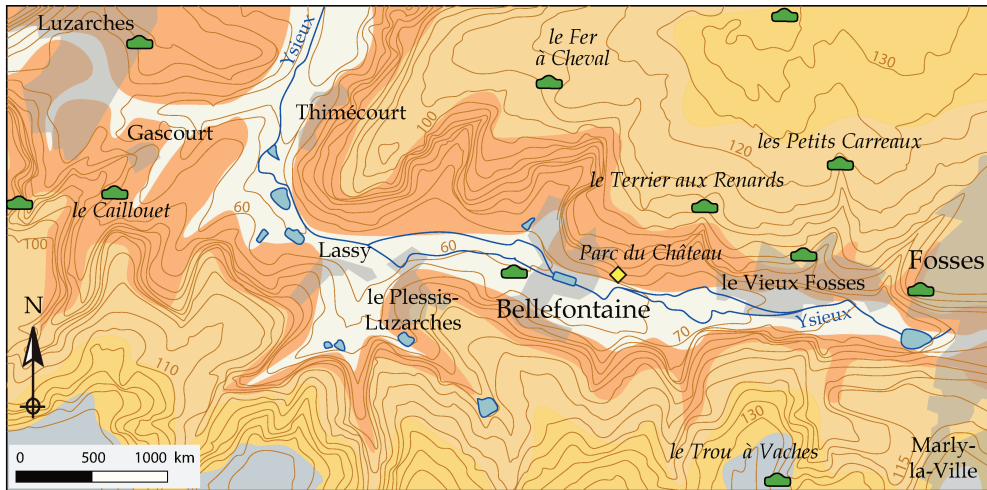 Luzarches
Ysieux
le Fer
à Cheval
130
Thimécourt
100
Gascourt
120
les Petits Carreaux
le Terrier aux Renards
le Caillouet
60
100
Lassy
60
Parc du Château
Fosses
le Vieux Fosses
le Plessis-
Luzarches
Bellefontaine
Ysieux
N
70
110
130
le Trou à Vaches
115
Marly-
la-Ville
0 500 1000 km